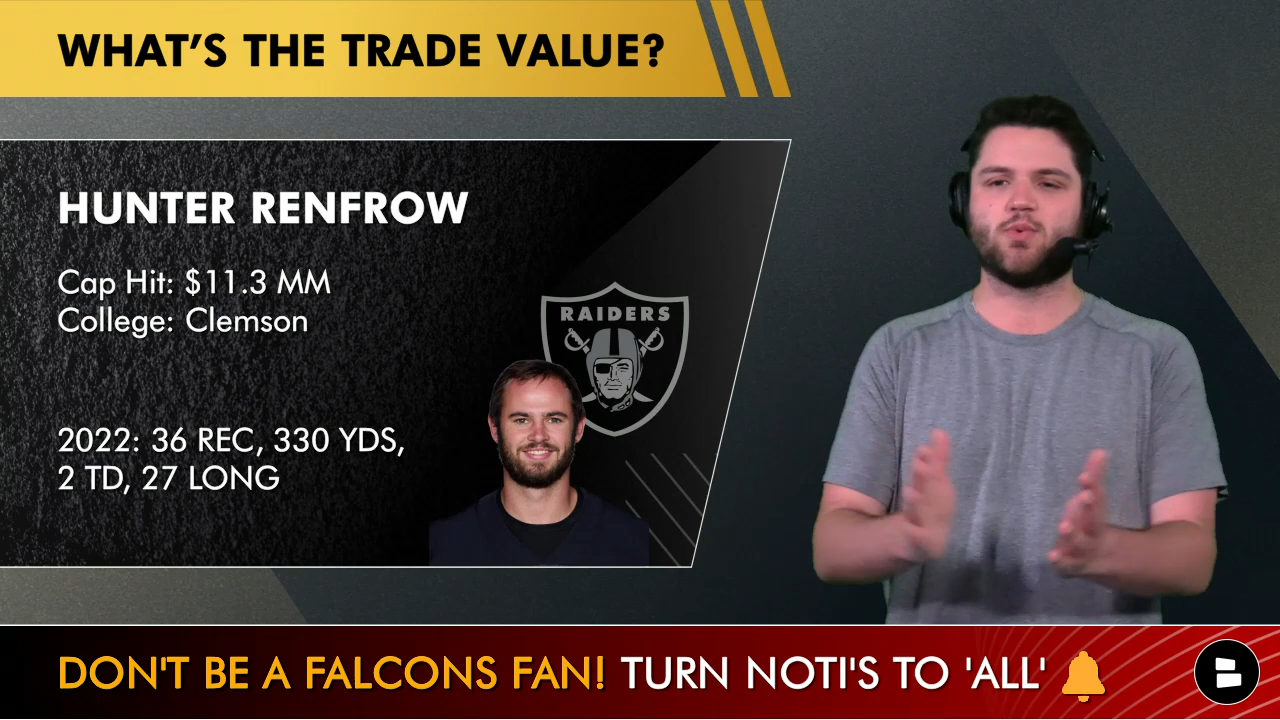 WHAT'S THE TRADE VALUE?
HUNTER RENFROW
Cap Hit: $11.3 MM
College: Clemson
RAIDERS
2022: 36 REC, 330 YDS,
2 TD, 27 LONG
DON'T BE A FALCONS FAN! TURN NOTI'S TO 'ALL'